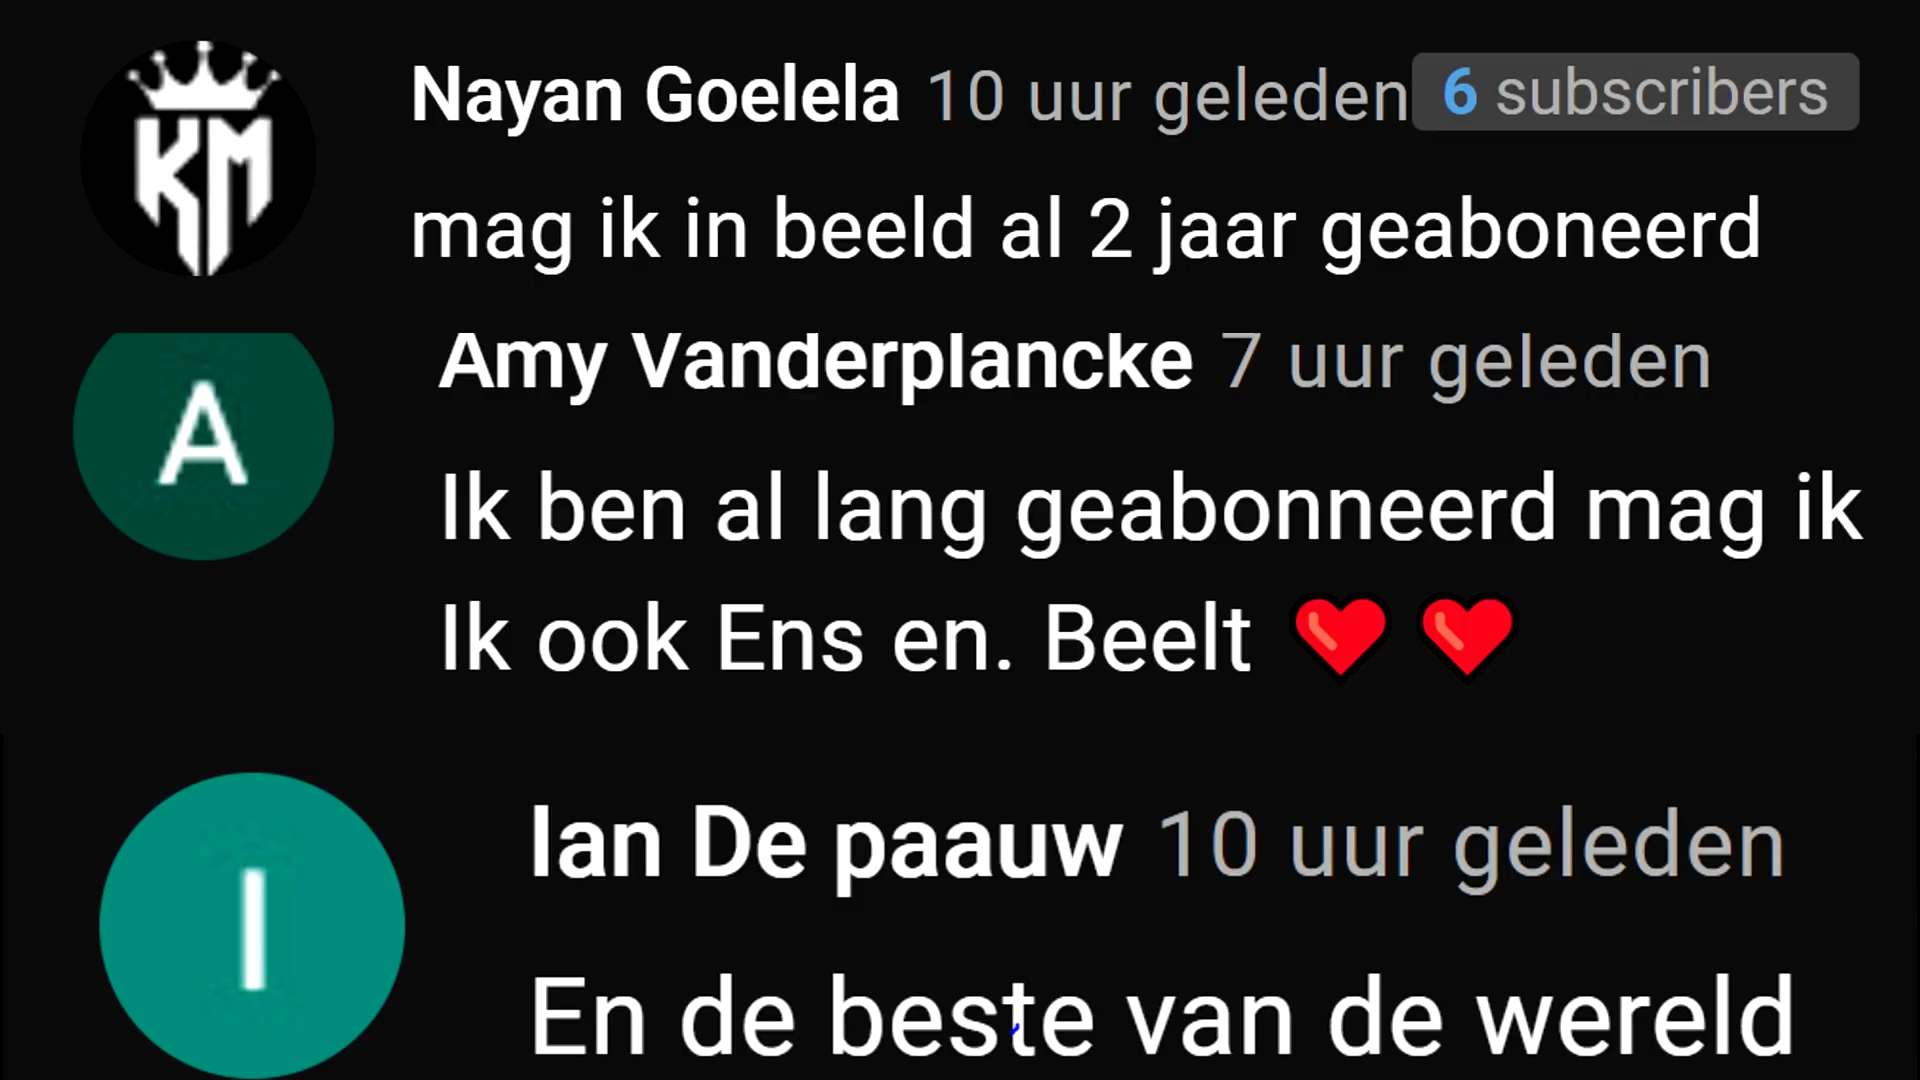 KM
Nayan Goelela 10 uur geleden 6 subscribers
mag ik in beeld al 2 jaar geaboneerd
A
Amy Vanderplancke 7 uur geleden
Ik ben al lang geabonneerd mag ik
Ik ook Ens en. Beelt ❤️ ❤️
I
Ian De paauw 10 uur geleden
En de beste van de wereld